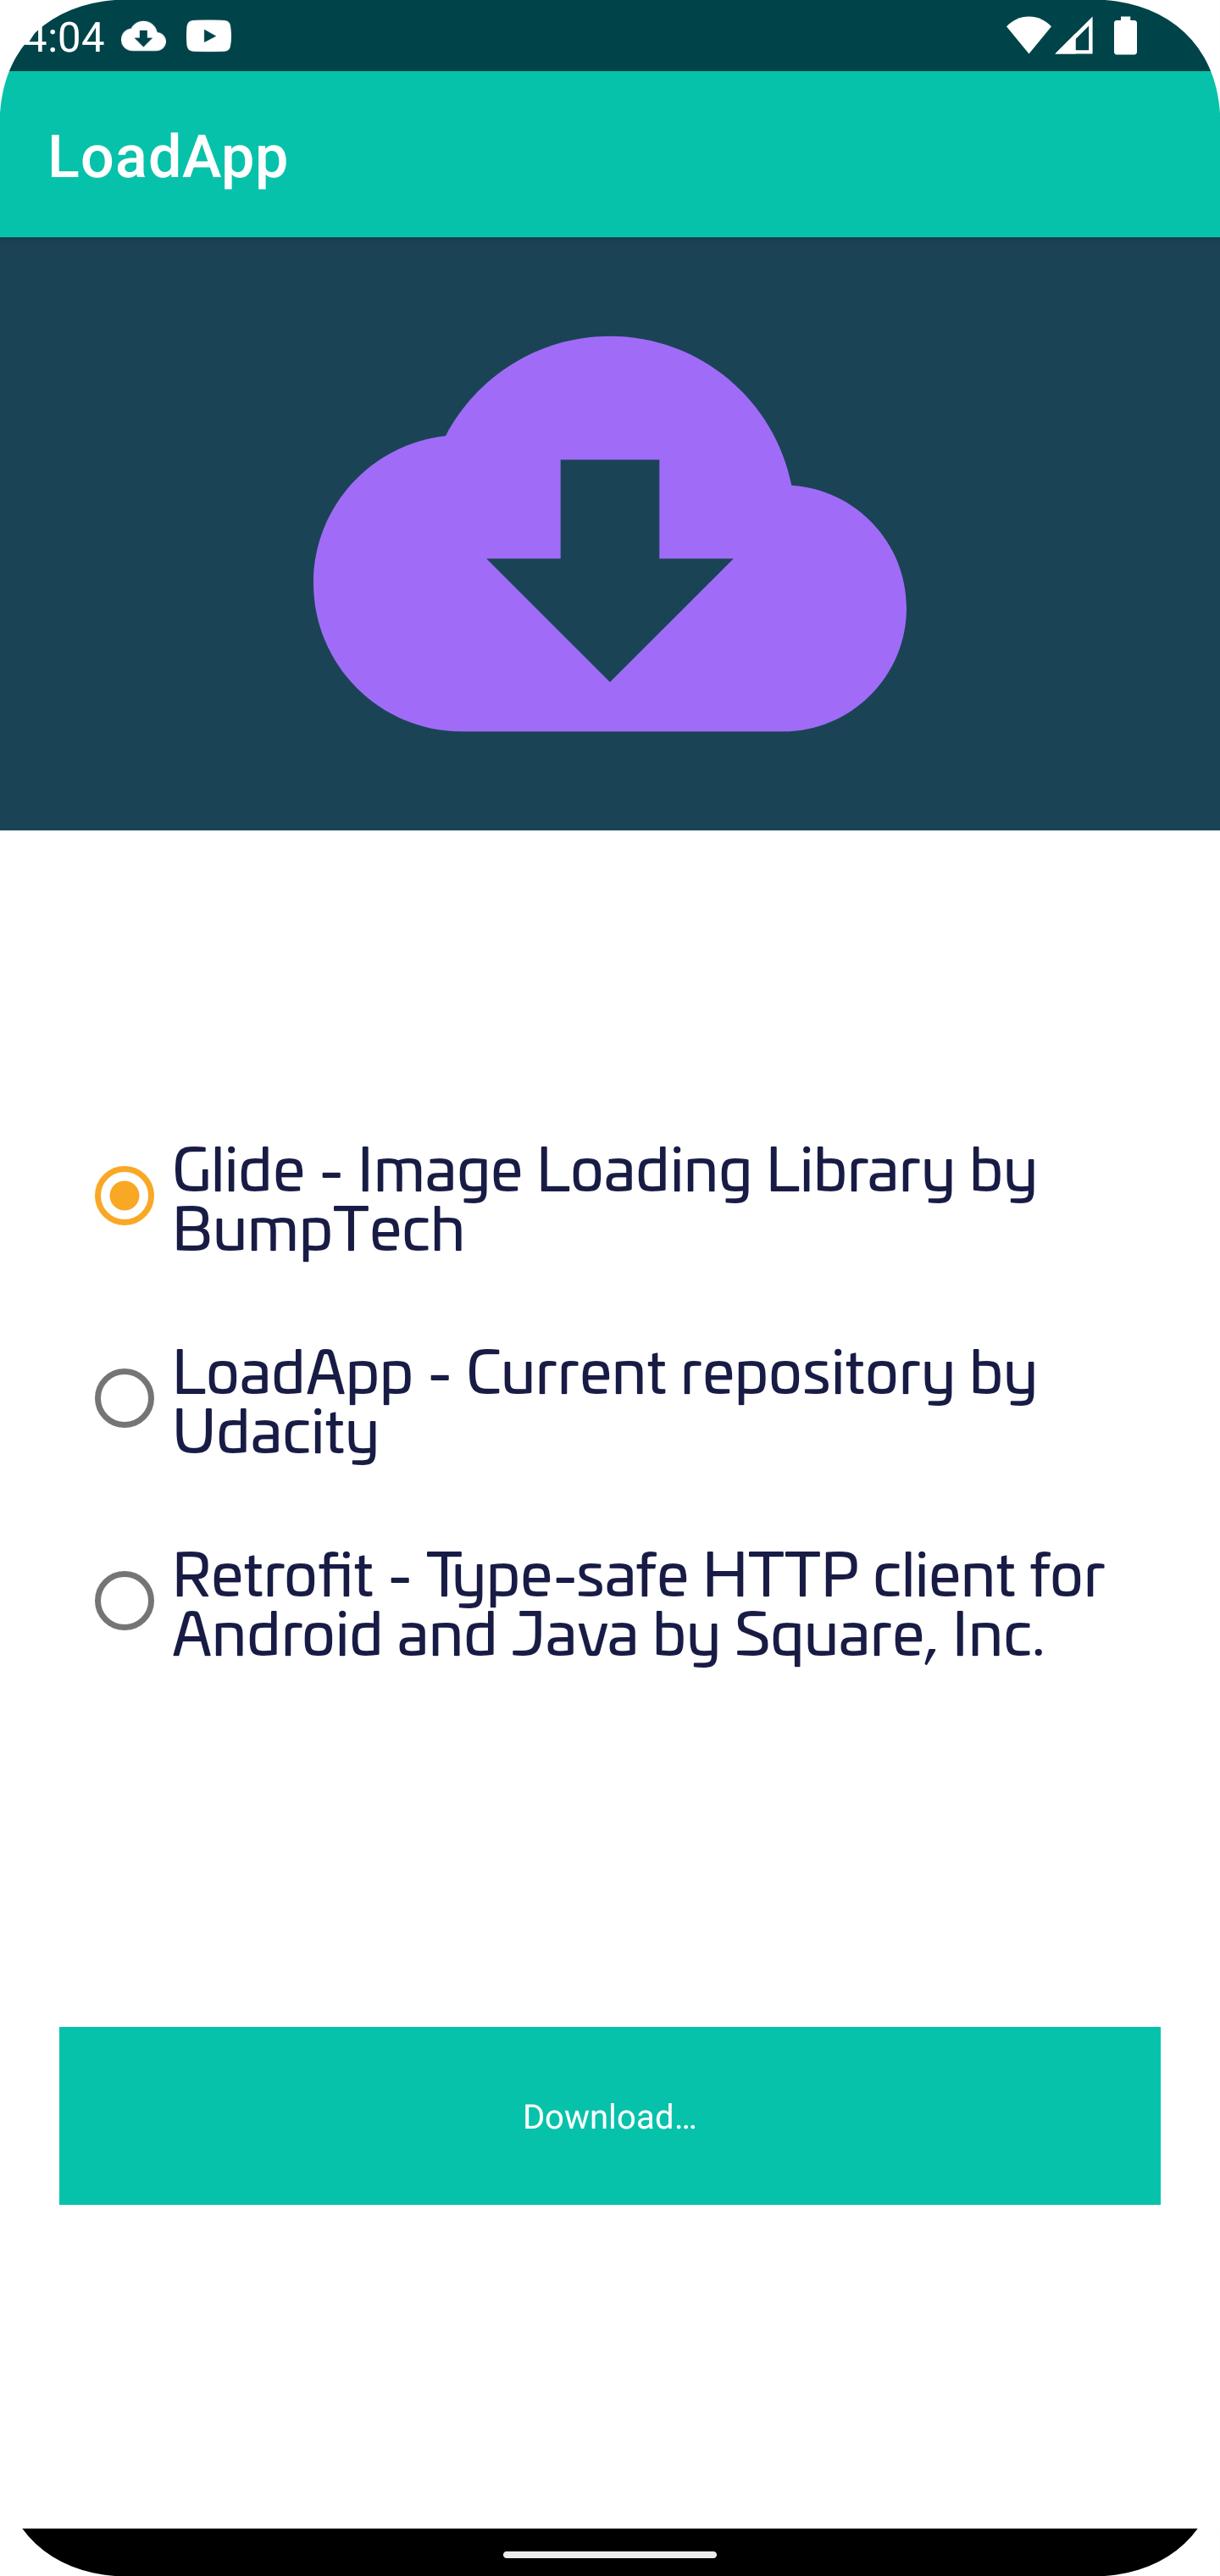 4:04
LoadApp
Glide - Image Loading Library by
BumpTech
LoadApp - Current repository by
Udacity
Retrofit - Type-safe HTTP client for
Android and Java by Square, Inc.
Download…